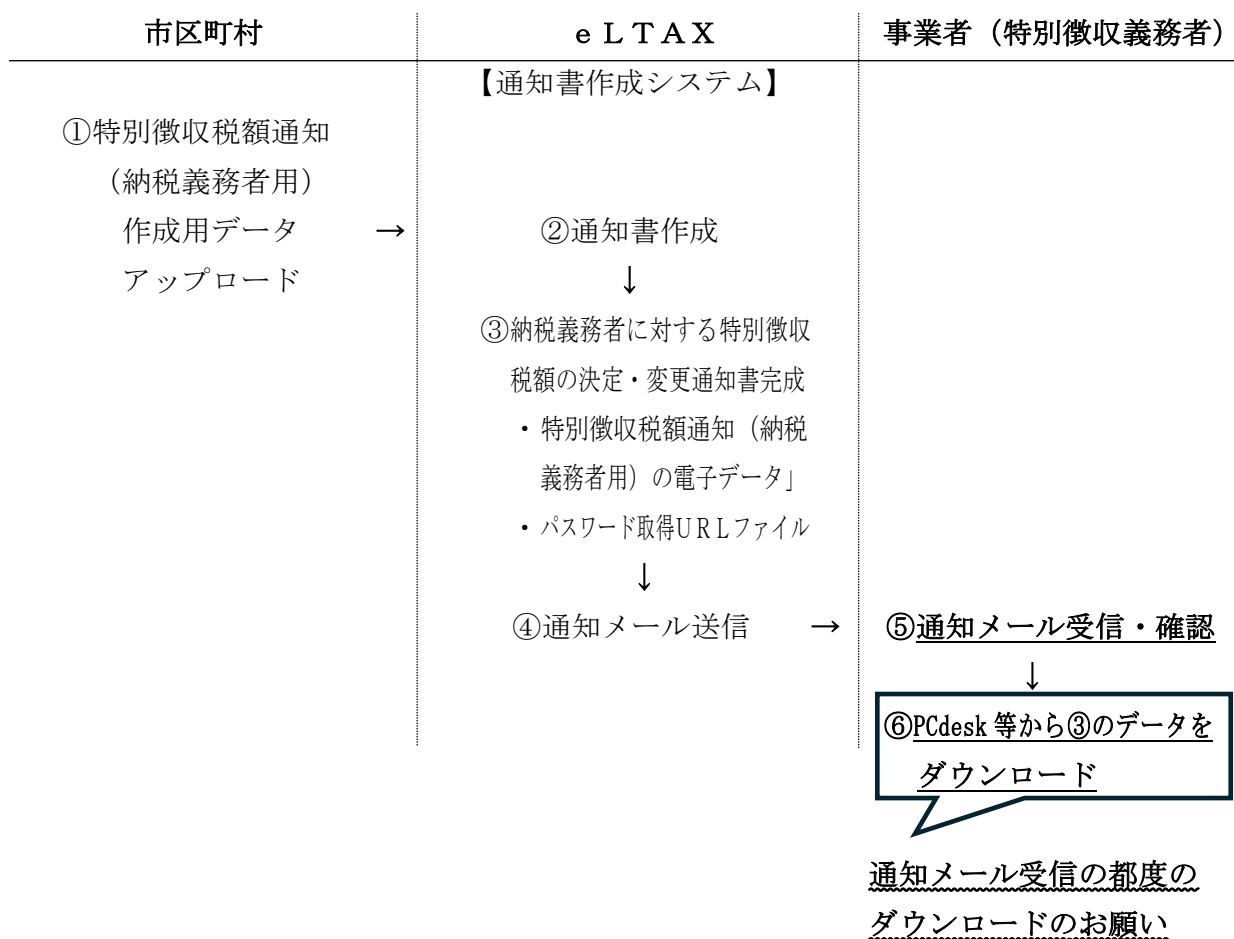 市区町村
ｅＬＴＡＸ
事業者（特別徴収義務者）
【通知書作成システム】
①特別徴収税額通知
（納税義務者用）
作成用データ →
アップロード
②通知書作成
↓
③納税義務者に対する特別徴収
税額の決定・変更通知書完成
・特別徴収税額通知（納税
義務者用）の電子データ」
・パスワード取得ＵＲＬファイル
↓
④通知メール送信 →
⑤通知メール受信・確認
↓
⑥PCdesk 等から③のデータを
ダウンロード
通知メール受信の都度の
ダウンロードのお願い